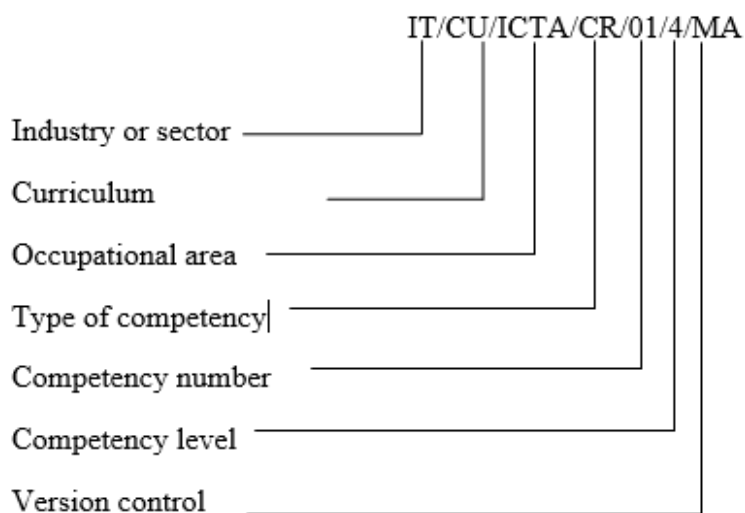 IT/CU/ICTA/CR/01/4/MA
Industry or sector
Curriculum
Occupational area
Type of competency
Competency number
Competency level
Version control